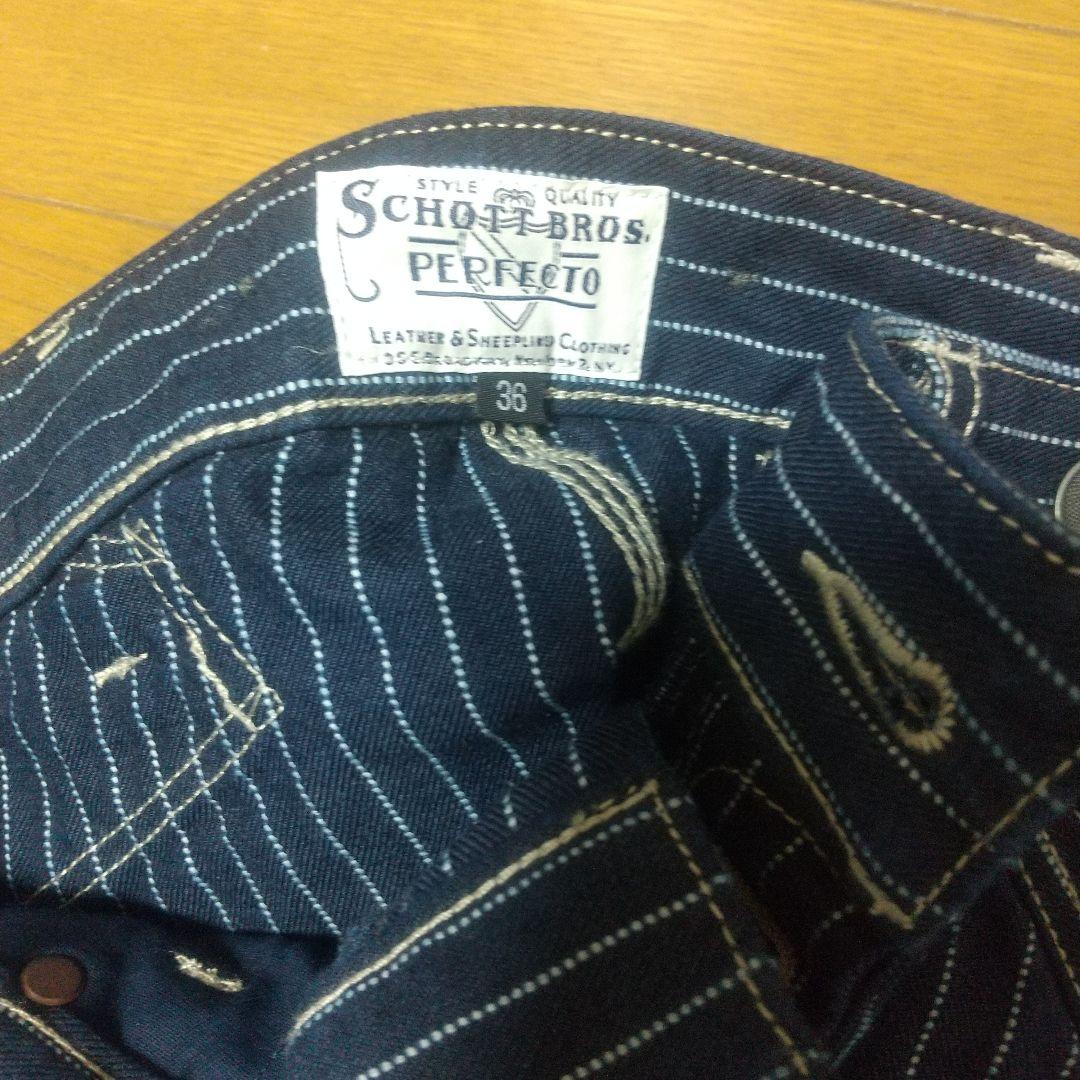 STYLE QUALITY
SCHOTT BROS.
PERFECTO
LEATHER & SHEEPLINED CLOTHING
N.Y.
36